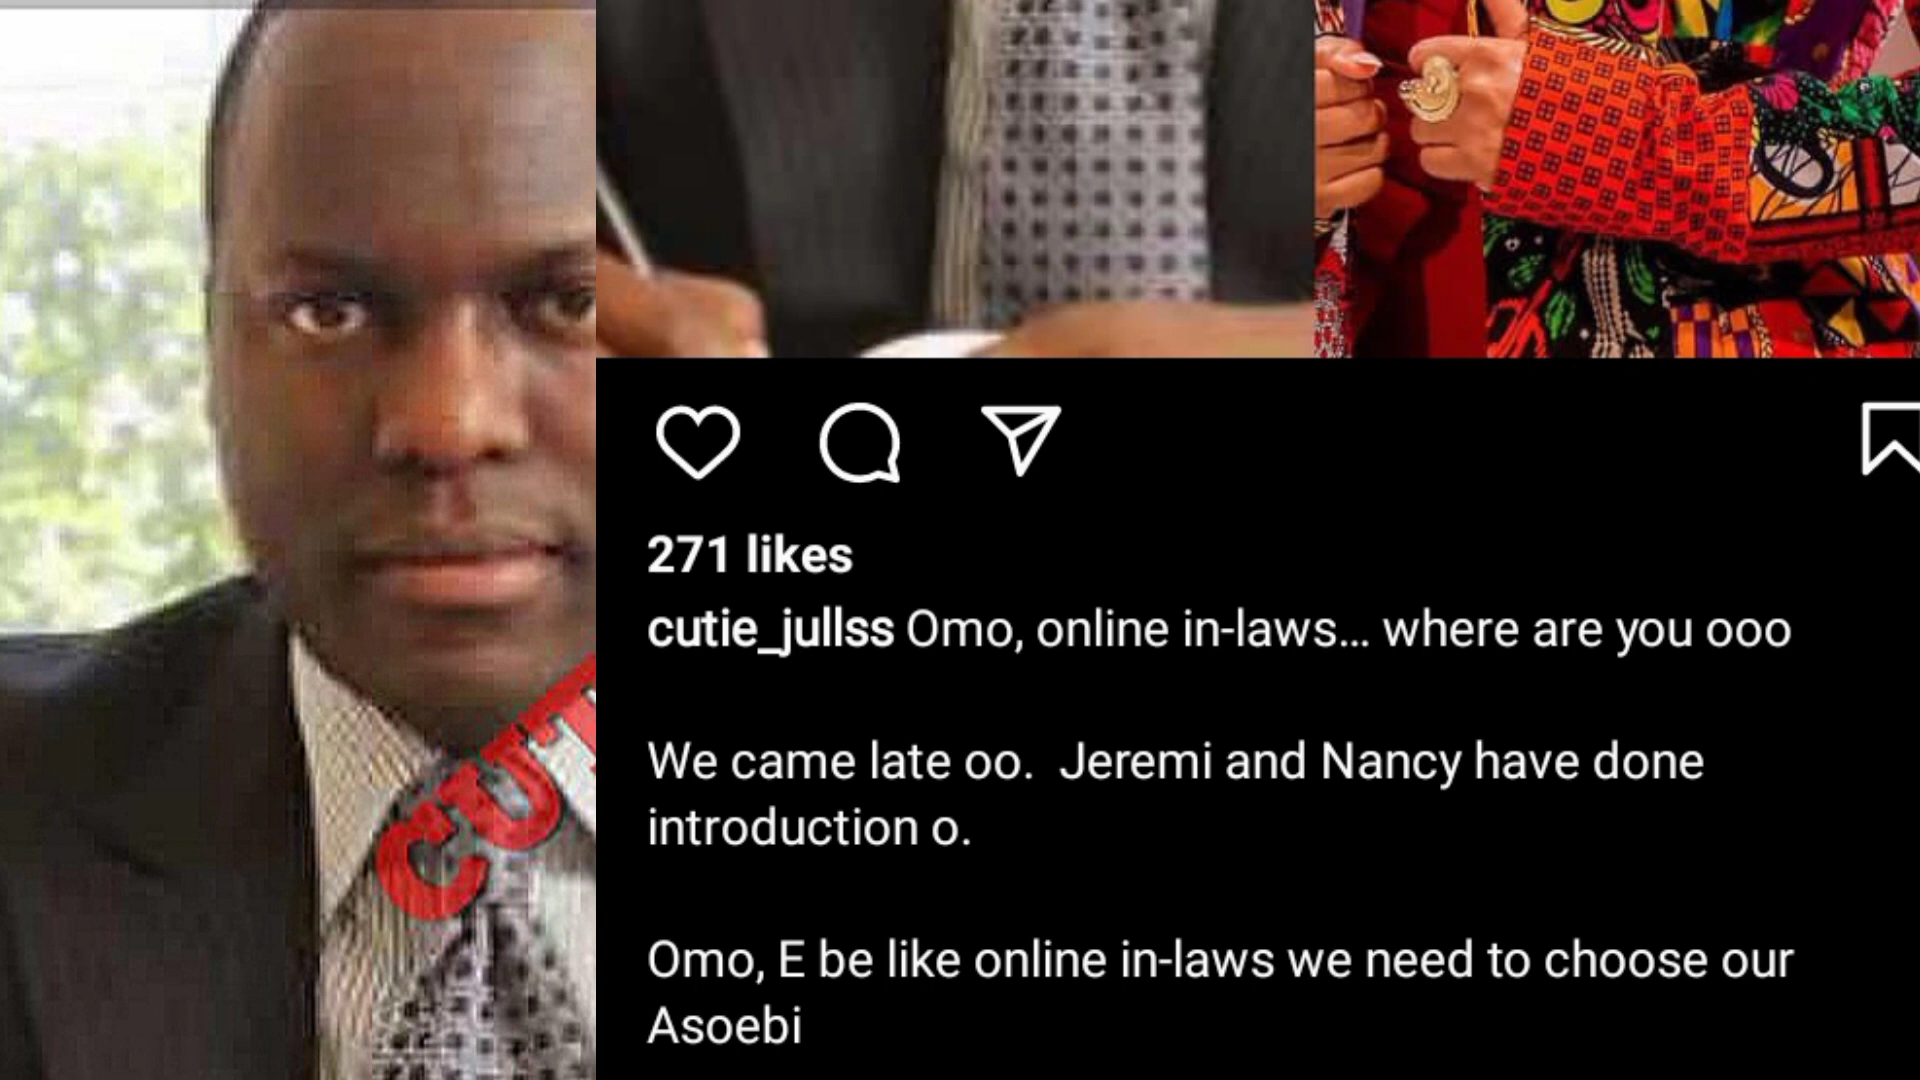 CUT
271 likes
cutie_jullss Omo, online in-laws... where are you ooo
We came late oo.  Jeremi and Nancy have done
introduction o.
Omo, E be like online in-laws we need to choose our
Asoebi